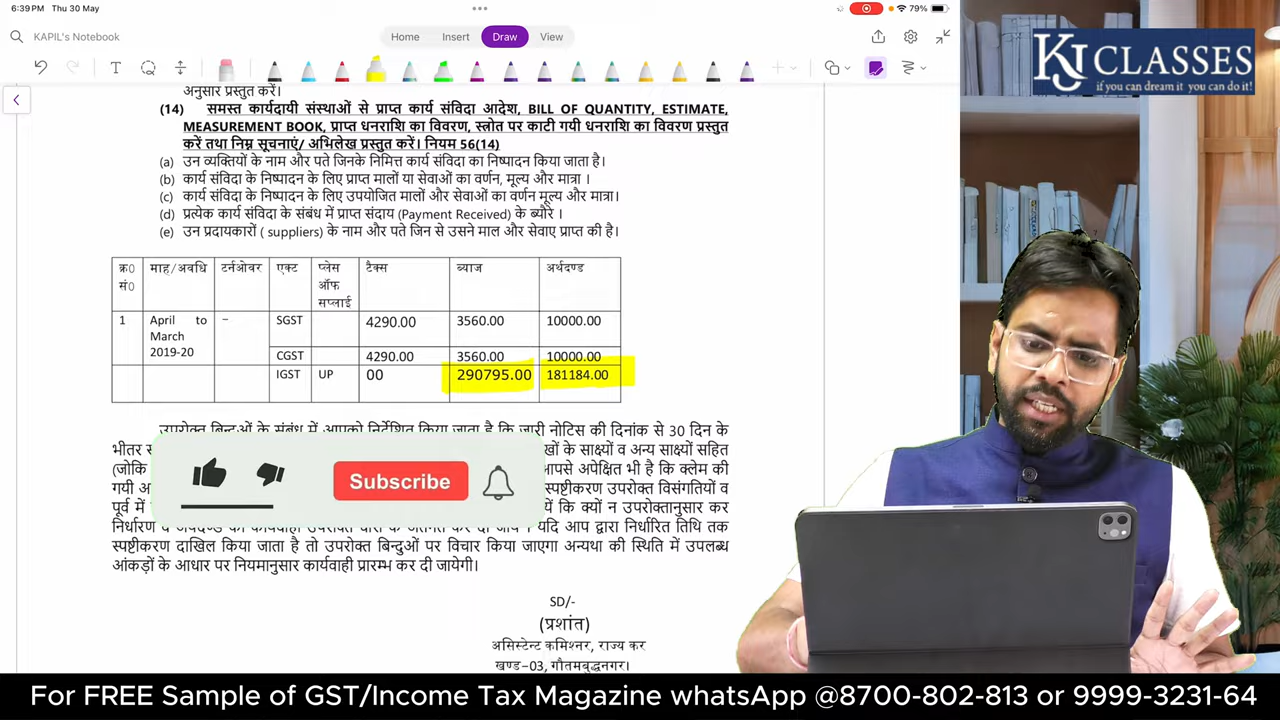 6:39 PM Thu 30 May
79%
KAPIL's Notebook
Home Insert Draw View
KJ CLASSES
if you can dream it you can do it!
अनुसार प्रस्तुत करें।
(14) समस्त कार्यदायी संस्थाओं से प्राप्त कार्य संविदा आदेश, BILL OF QUANTITY, ESTIMATE,
MEASUREMENT BOOK, प्राप्त धनराशि का विवरण, स्त्रोत पर काटी गयी धनराशि का विवरण प्रस्तुत
करें तथा निम्न सूचनाएं/ अभिलेख प्रस्तुत करें। नियम 56(14)
(a) उन व्यक्तियों के नाम और पते जिनके निमित्त कार्य संविदा का निष्पादन किया जाता है।
(b) कार्य संविदा के निष्पादन के लिए प्राप्त मालों या सेवाओं का वर्णन, मूल्य और मात्रा ।
(c) कार्य संविदा के निष्पादन के लिए उपयोजित मालों और सेवाओं का वर्णन मूल्य और मात्रा।
(d) प्रत्येक कार्य संविदा के संबंध में प्राप्त संदाय (Payment Received) के ब्यौरे ।
(e) उन प्रदायकारों ( suppliers) के नाम और पते जिन से उसने माल और सेवाए प्राप्त की है।
क्र0 सं0 माह/अवधि टर्नओवर एक्ट प्लेस ऑफ सप्लाई टैक्स ब्याज अर्थदण्ड
1 April to March 2019-20 – SGST 4290.00 3560.00 10000.00
CGST 4290.00 3560.00 10000.00
IGST UP 00 290795.00 181184.00
उपरोक्त बिन्दुओं के संबंध में आपको निर्देशित किया जाता है कि जारी नोटिस की दिनांक से 30 दिन के
भीतर खों के साक्ष्यों व अन्य साक्ष्यों सहित
(जोकि आपसे अपेक्षित भी है कि क्लेम की
गयी स्पष्टीकरण उपरोक्त विसंगतियों व
पूर्व में कि क्यों न उपरोक्तानुसार कर
निर्धारण यदि आप द्वारा निर्धारित तिथि तक
स्पष्टीकरण दाखिल किया जाता है तो उपरोक्त बिन्दुओं पर विचार किया जाएगा अन्यथा की स्थिति में उपलब्ध
आंकड़ों के आधार पर नियमानुसार कार्यवाही प्रारम्भ कर दी जायेगी।
Subscribe
SD/-
(प्रशांत)
असिस्टेन्ट कमिश्नर, राज्य कर
खण्ड-03, गौतमबुद्धनगर।
For FREE Sample of GST/Income Tax Magazine whatsApp @8700-802-813 or 9999-3231-64